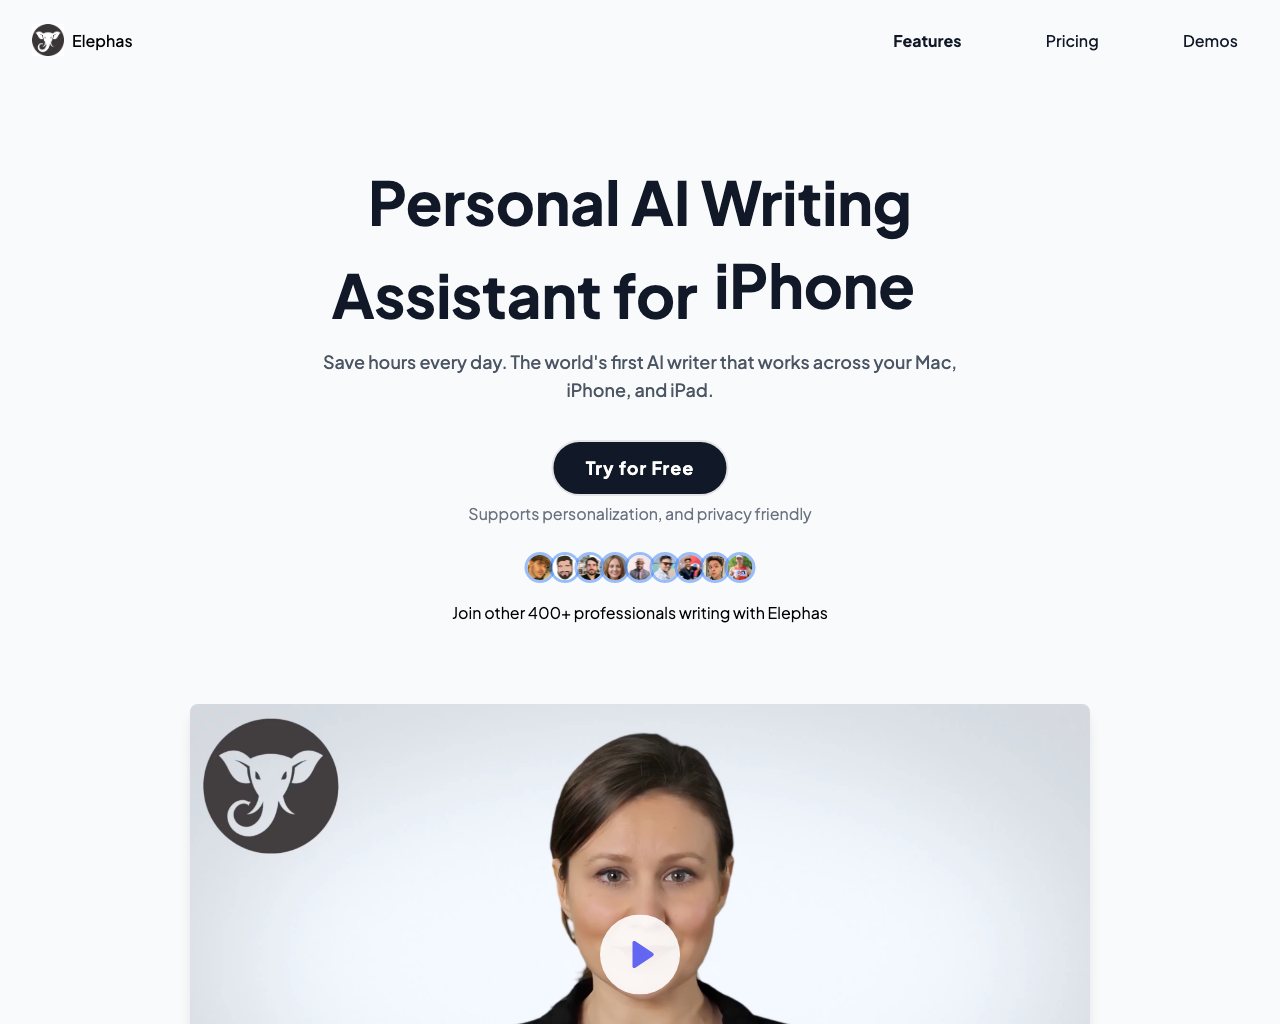 Elephas
Features
Pricing
Demos
Personal AI Writing
Assistant for iPhone
Save hours every day. The world's first AI writer that works across your Mac,
iPhone, and iPad.
Try for Free
Supports personalization, and privacy friendly
Join other 400+ professionals writing with Elephas